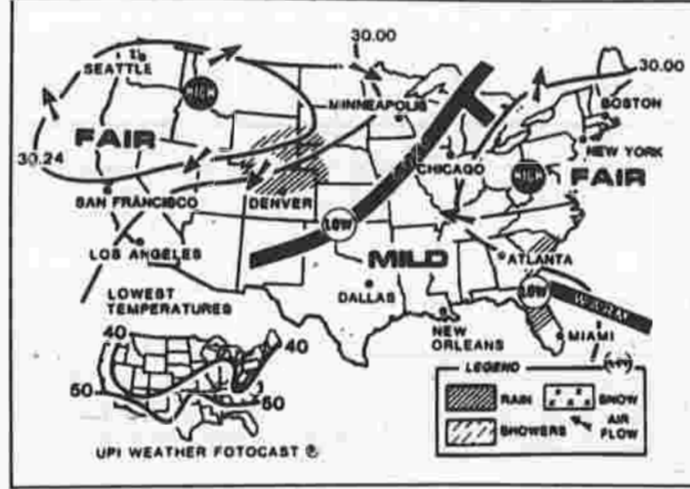 30.00
SEATTLE
HIGH
30.00
MINNEAPOLIS
BOSTON
FAIR
NEW YORK
30.24
CHICAGO
HIGH
FAIR
SAN FRANCISCO
DENVER
LOW
LOS ANGELES
MILD
ATLANTA
LOWEST
TEMPERATURES
DALLAS
LOW
NEW
ORLEANS
MIAMI
40
40
50
50
LEGEND
RAIN
SNOW
SHOWERS
AIR
FLOW
UPI WEATHER FOTOCAST ®